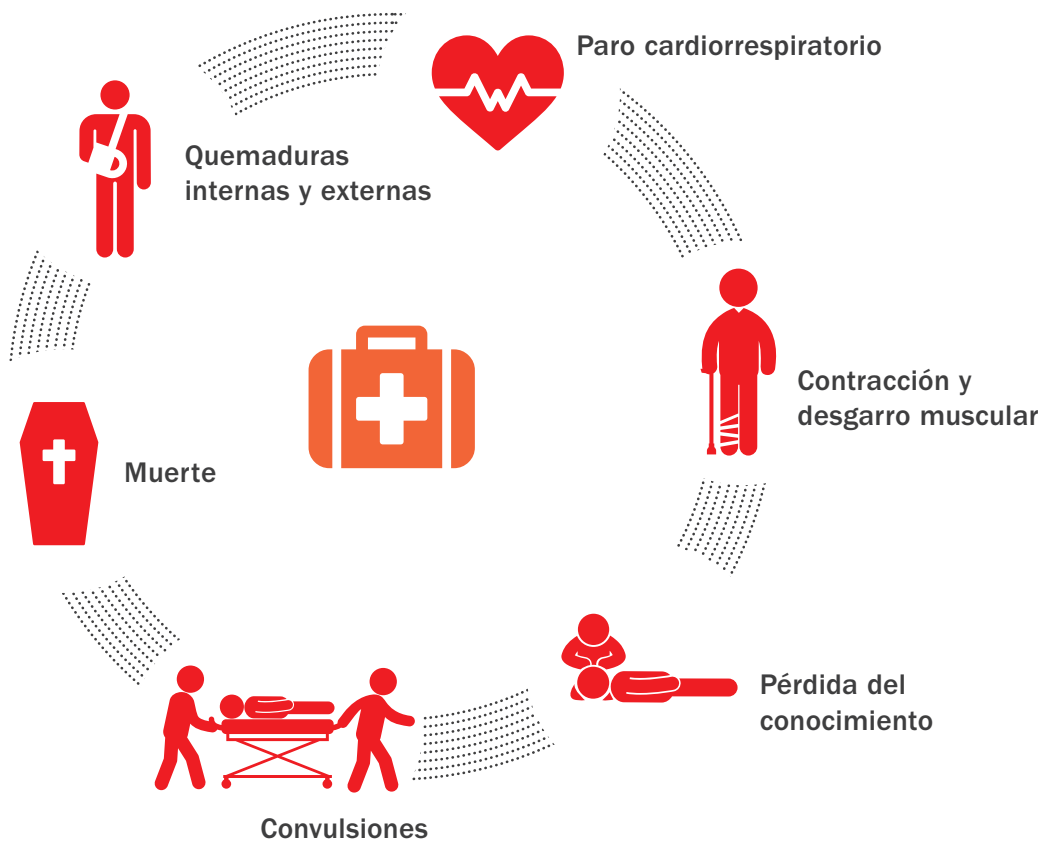 Paro cardiorrespiratorio
Quemaduras
internas y externas
Contracción y
desgarro muscular
Muerte
Pérdida del
conocimiento
Convulsiones